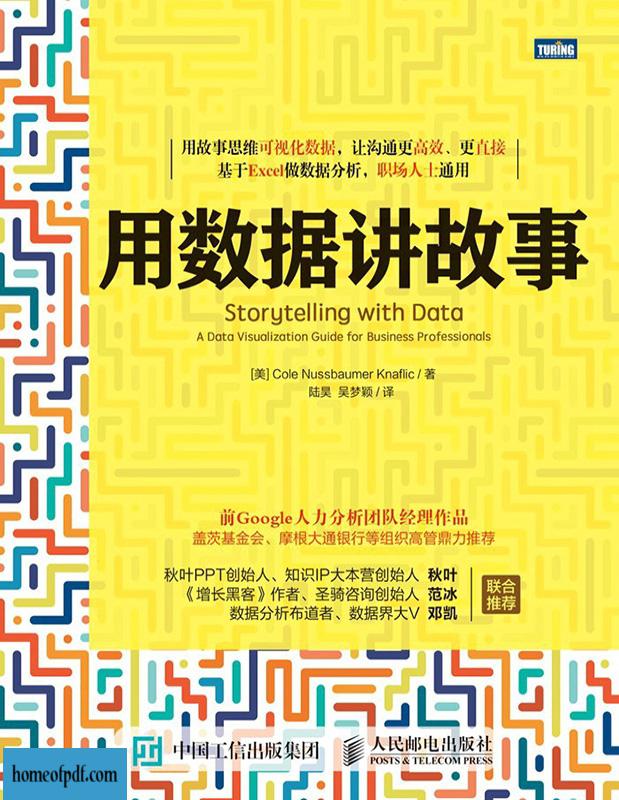 TURING
用故事思维可视化数据，让沟通更高效、更直接
基于Excel做数据分析，职场人士通用
用数据讲故事
Storytelling with Data
A Data Visualization Guide for Business Professionals
[美] Cole Nussbaumer Knaflic / 著
陆昊 吴梦颖 / 译
前Google人力分析团队经理作品
盖茨基金会、摩根大通银行等组织高管鼎力推荐
秋叶PPT创始人、知识IP大本营创始人 秋叶
《增长黑客》作者、圣骑咨询创始人 范冰
数据分析布道者、数据界大V 邓凯
联合
推荐
中国工信出版集团
人民邮电出版社
POSTS & TELECOM PRESS
homeofpdf.com